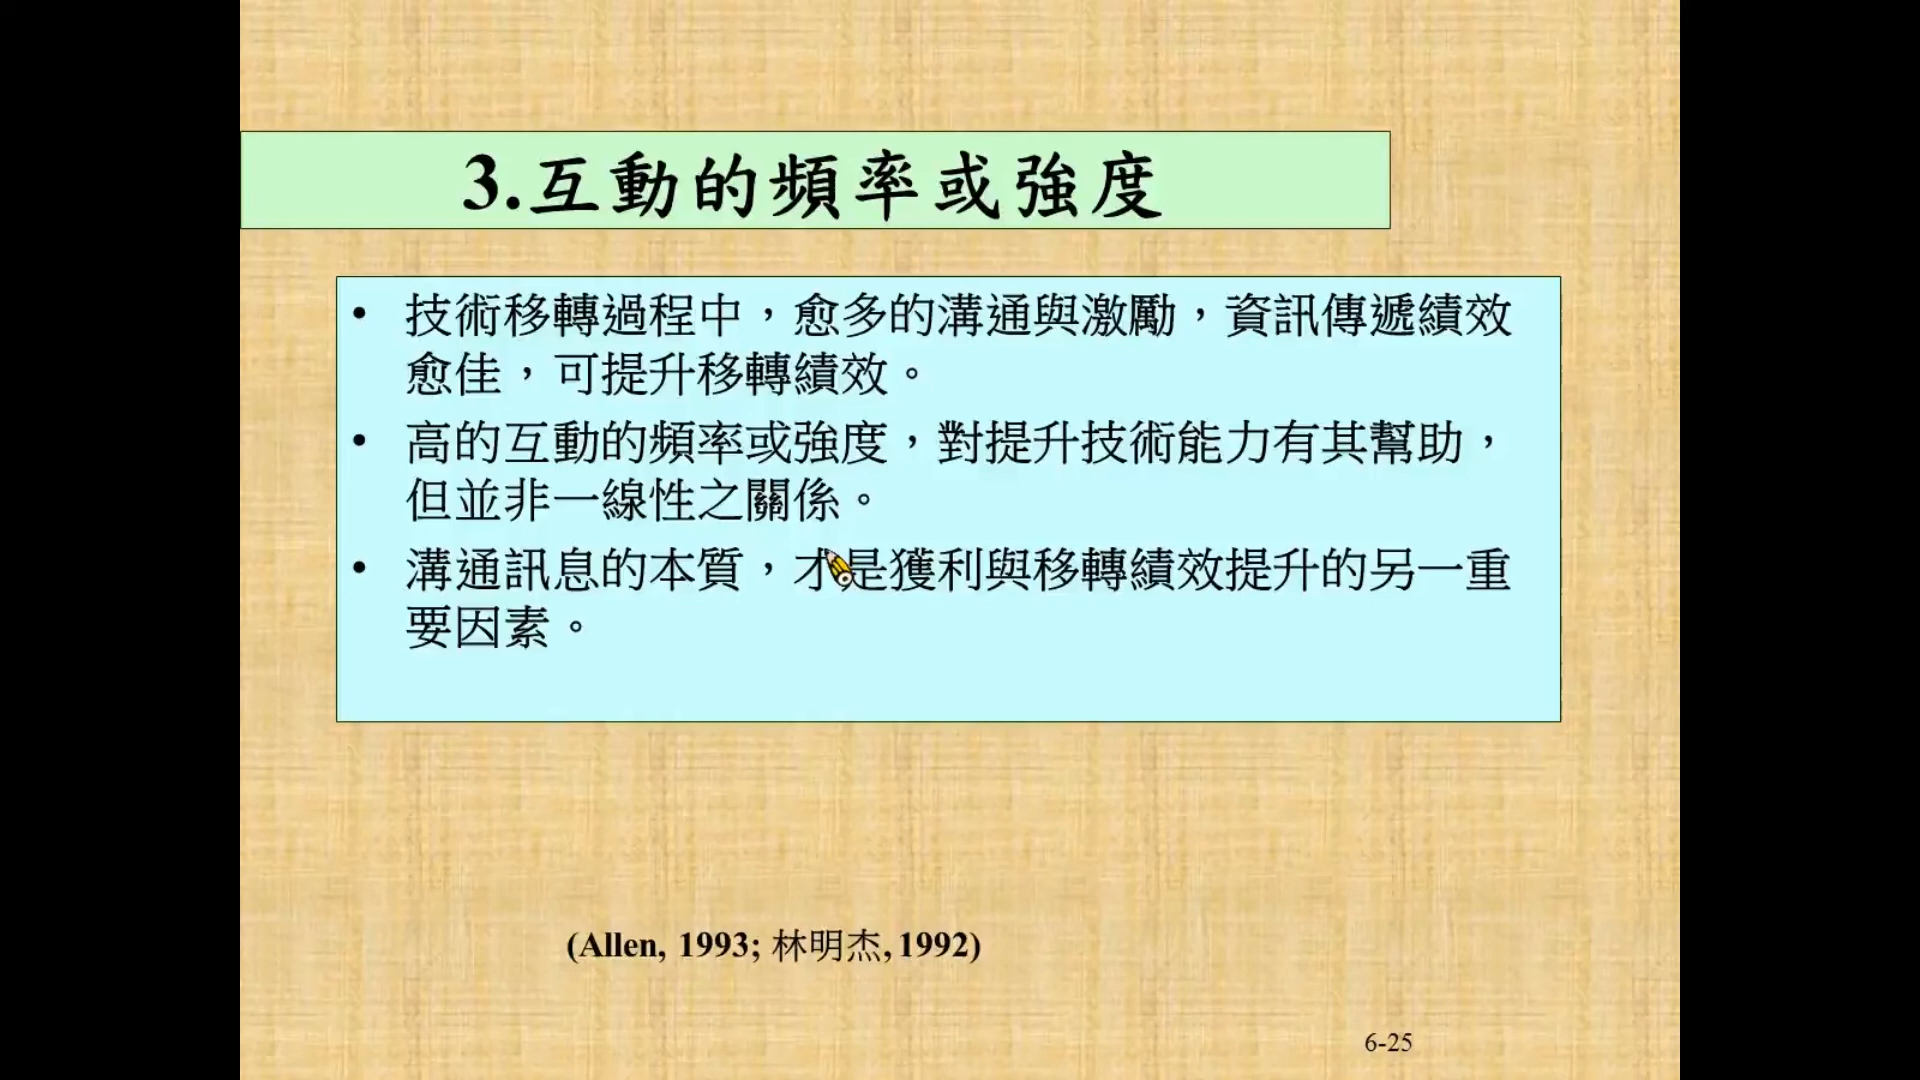 3.互動的頻率或強度
• 技術移轉過程中，愈多的溝通與激勵，資訊傳遞績效
愈佳，可提升移轉績效。
• 高的互動的頻率或強度，對提升技術能力有其幫助，
但並非一線性之關係。
• 溝通訊息的本質，才是獲利與移轉績效提升的另一重
要因素。
(Allen, 1993; 林明杰, 1992)
6-25